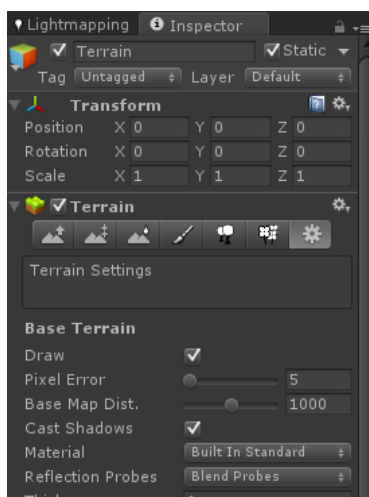 Lightmapping Inspector
Terrain Static
Tag Untagged Layer Default
Transform
Position X 0 Y 0 Z 0
Rotation X 0 Y 0 Z 0
Scale X 1 Y 1 Z 1
Terrain
Terrain Settings
Base Terrain
Draw
Pixel Error 5
Base Map Dist. 1000
Cast Shadows
Material Built In Standard
Reflection Probes Blend Probes